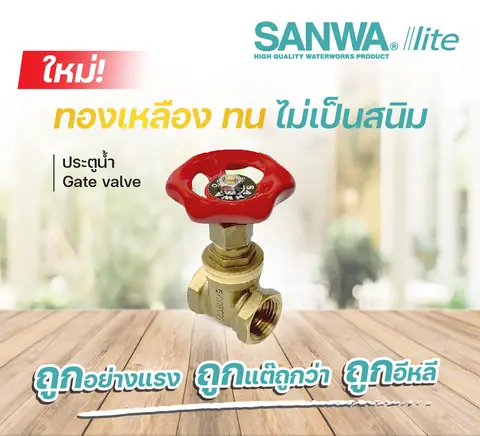 SANWA® lite
HIGH QUALITY WATERWORKS PRODUCT
ใหม่!
ทองเหลือง ทน ไม่เป็นสนิม
ประตูน้ำ
Gate valve
SANWA
ถูกอย่างแรง ถูกแต๊ถูกว่า ถูกอีหลี